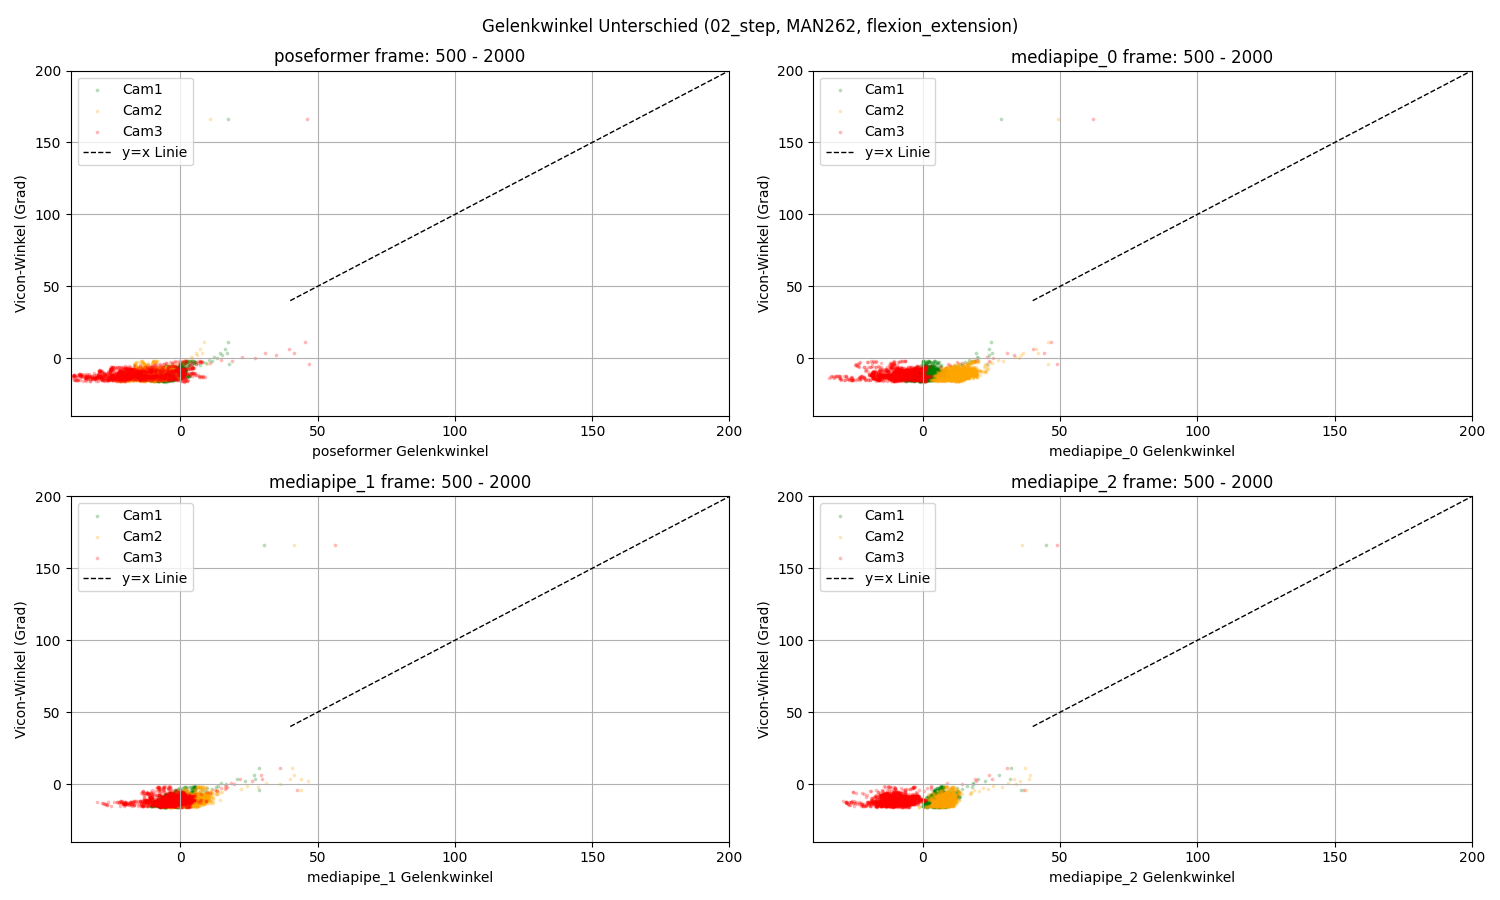 Gelenkwinkel Unterschied (02_step, MAN262, flexion_extension)
poseformer frame: 500 - 2000
200
150
100
50
0
Vicon-Winkel (Grad)
Cam1
Cam2
Cam3
y=x Linie
0
50
100
150
200
poseformer Gelenkwinkel
mediapipe_0 frame: 500 - 2000
200
150
100
50
0
Vicon-Winkel (Grad)
Cam1
Cam2
Cam3
y=x Linie
0
50
100
150
200
mediapipe_0 Gelenkwinkel
mediapipe_1 frame: 500 - 2000
200
150
100
50
0
Vicon-Winkel (Grad)
Cam1
Cam2
Cam3
y=x Linie
0
50
100
150
200
mediapipe_1 Gelenkwinkel
mediapipe_2 frame: 500 - 2000
200
150
100
50
0
Vicon-Winkel (Grad)
Cam1
Cam2
Cam3
y=x Linie
0
50
100
150
200
mediapipe_2 Gelenkwinkel